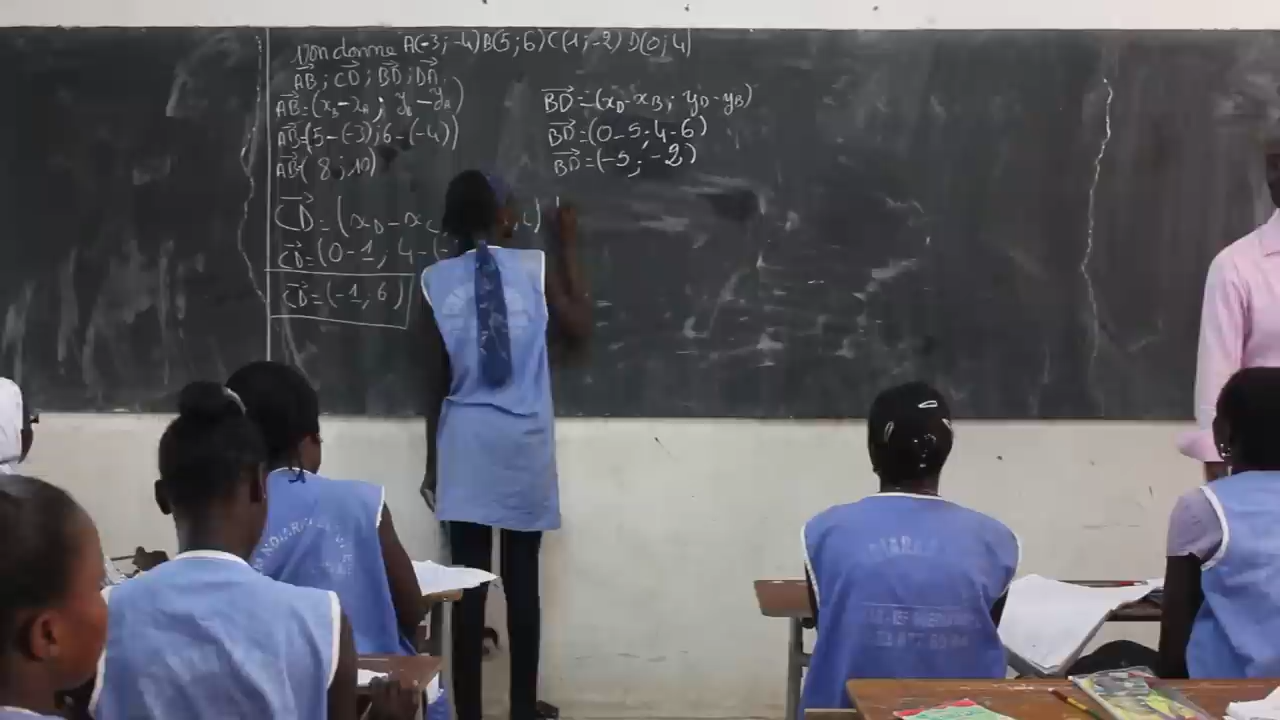 on donne A(-3; -4) B(5; 6) C(1; -2) D(0; 4)
AB; CD; BD; DA
AB=(xB-xA; yB-yA)
AB=(5-(-3); 6-(-4))
AB(8; 10)
CD=(xD-xC
CD=(0-1, 4-(-
CD=(-1, 6)
BD=(xD-xB; yD-yB)
BD=(0-5; 4-6)
BD=(-5; -2)